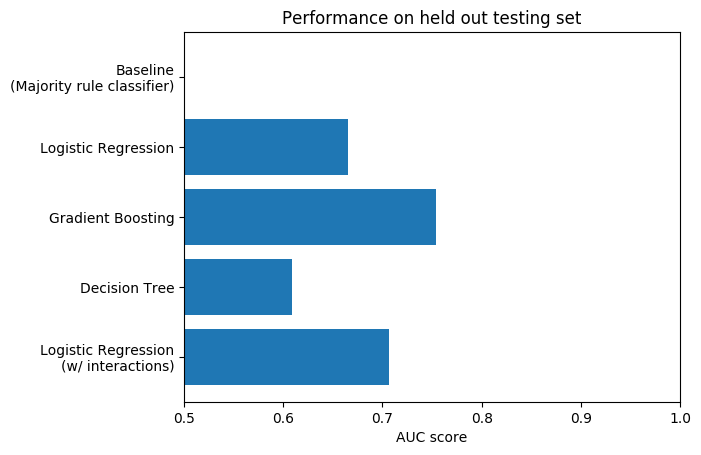 Performance on held out testing set
Baseline
(Majority rule classifier)
Logistic Regression
Gradient Boosting
Decision Tree
Logistic Regression
(w/ interactions)
0.5 0.6 0.7 0.8 0.9 1.0
AUC score